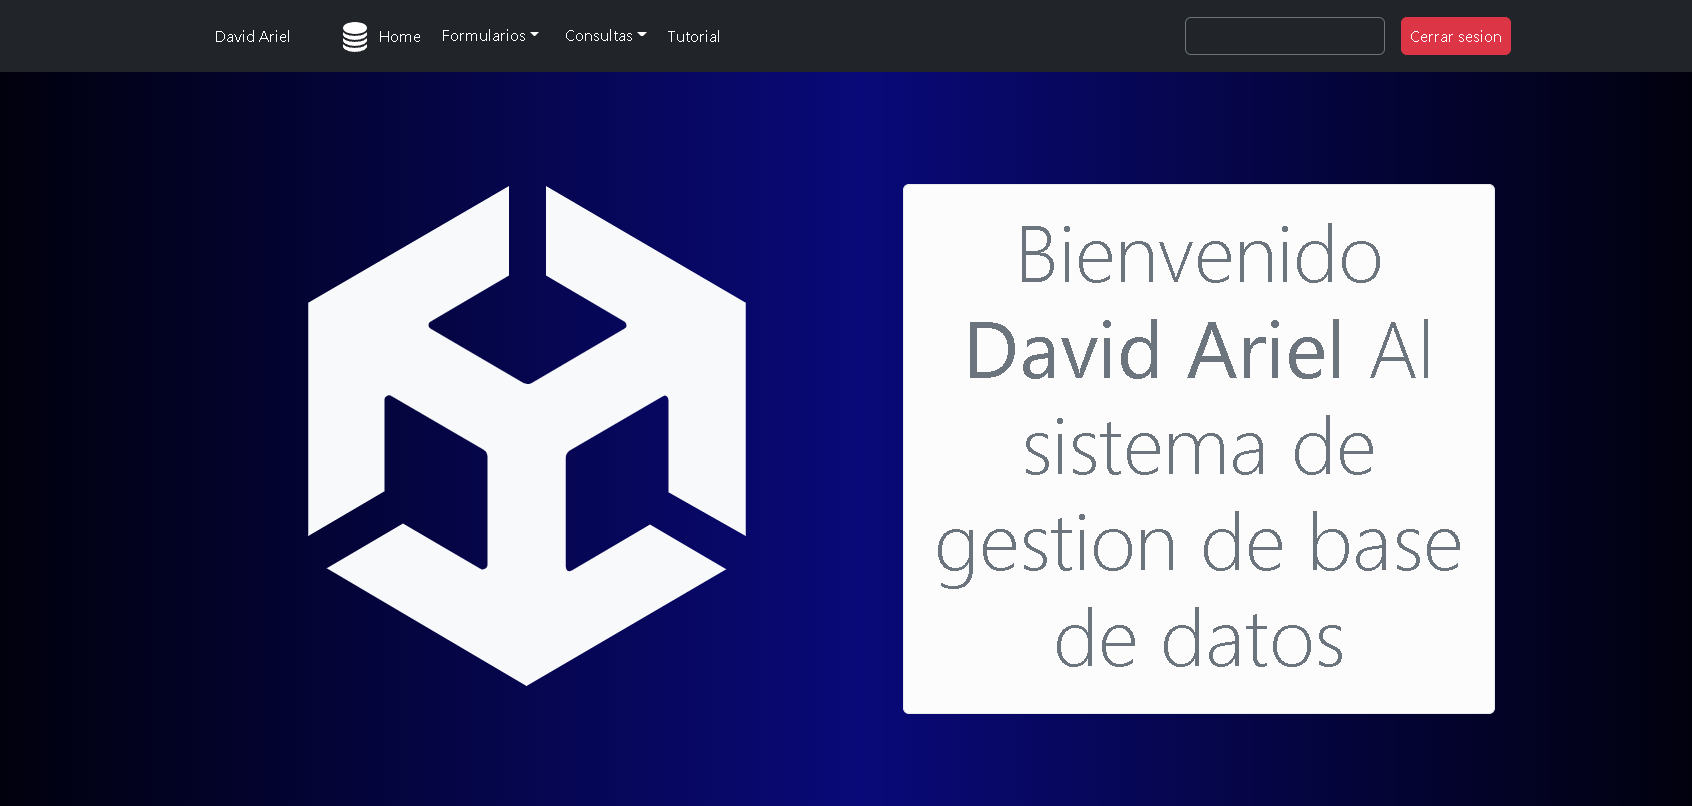 David Ariel Home Formularios Consultas Tutorial Cerrar sesion
Bienvenido
David Ariel Al
sistema de
gestion de base
de datos